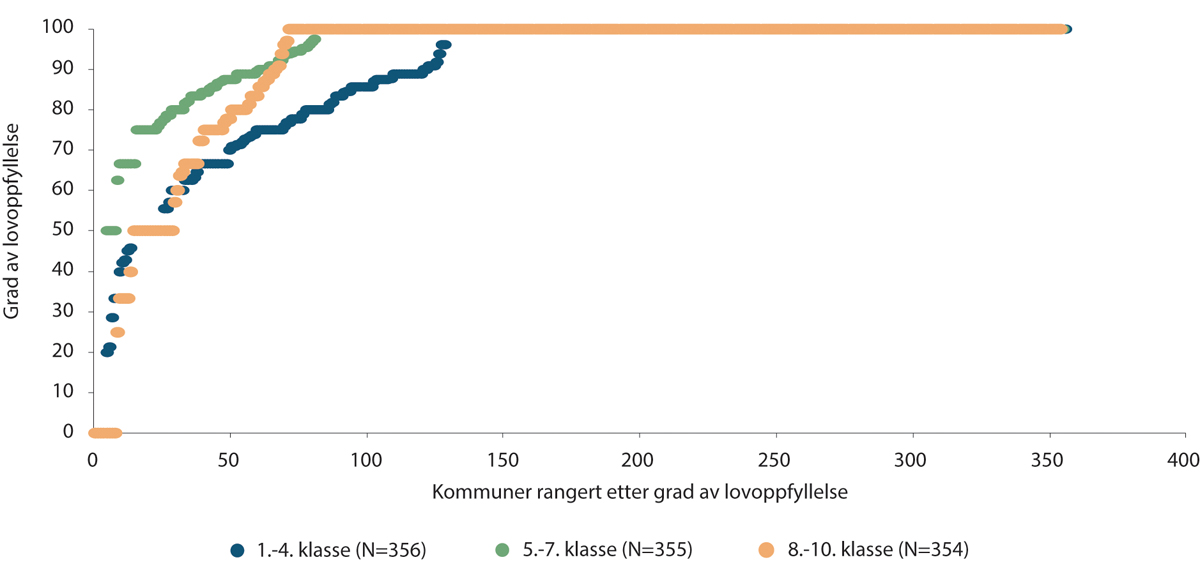 Grad av lovoppfyllelse
100
90
80
70
60
50
40
30
20
10
0
0 50 100 150 200 250 300 350 400
Kommuner rangert etter grad av lovoppfyllelse
1.-4. klasse (N=356) 5.-7. klasse (N=355) 8.-10. klasse (N=354)